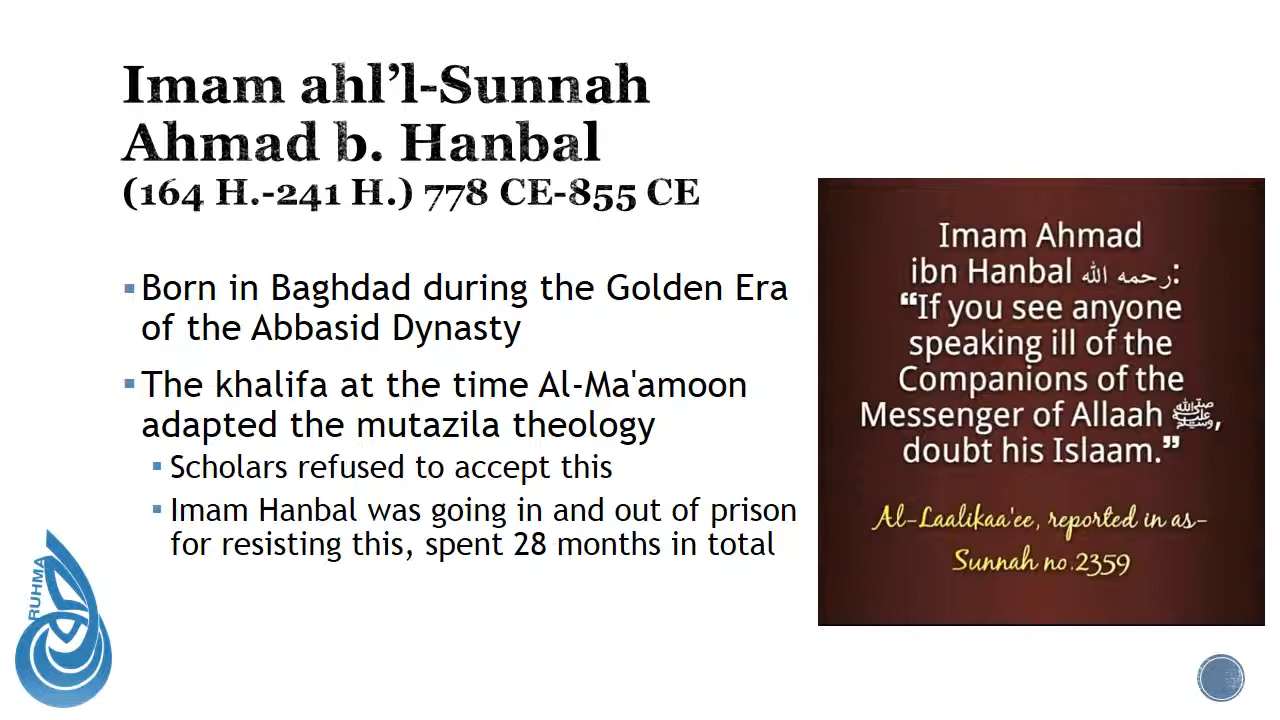 Imam ahl’l-Sunnah
Ahmad b. Hanbal
(164 H.-241 H.) 778 CE-855 CE
Born in Baghdad during the Golden Era
of the Abbasid Dynasty
The khalifa at the time Al-Ma'amoon
adapted the mutazila theology
Scholars refused to accept this
Imam Hanbal was going in and out of prison
for resisting this, spent 28 months in total
Imam Ahmad
ibn Hanbal رحمه الله:
“If you see anyone
speaking ill of the
Companions of the
Messenger of Allaah ﷺ,
doubt his Islaam.”
Al-Laalikaa'ee, reported in as-
Sunnah no.2359
RUHMA